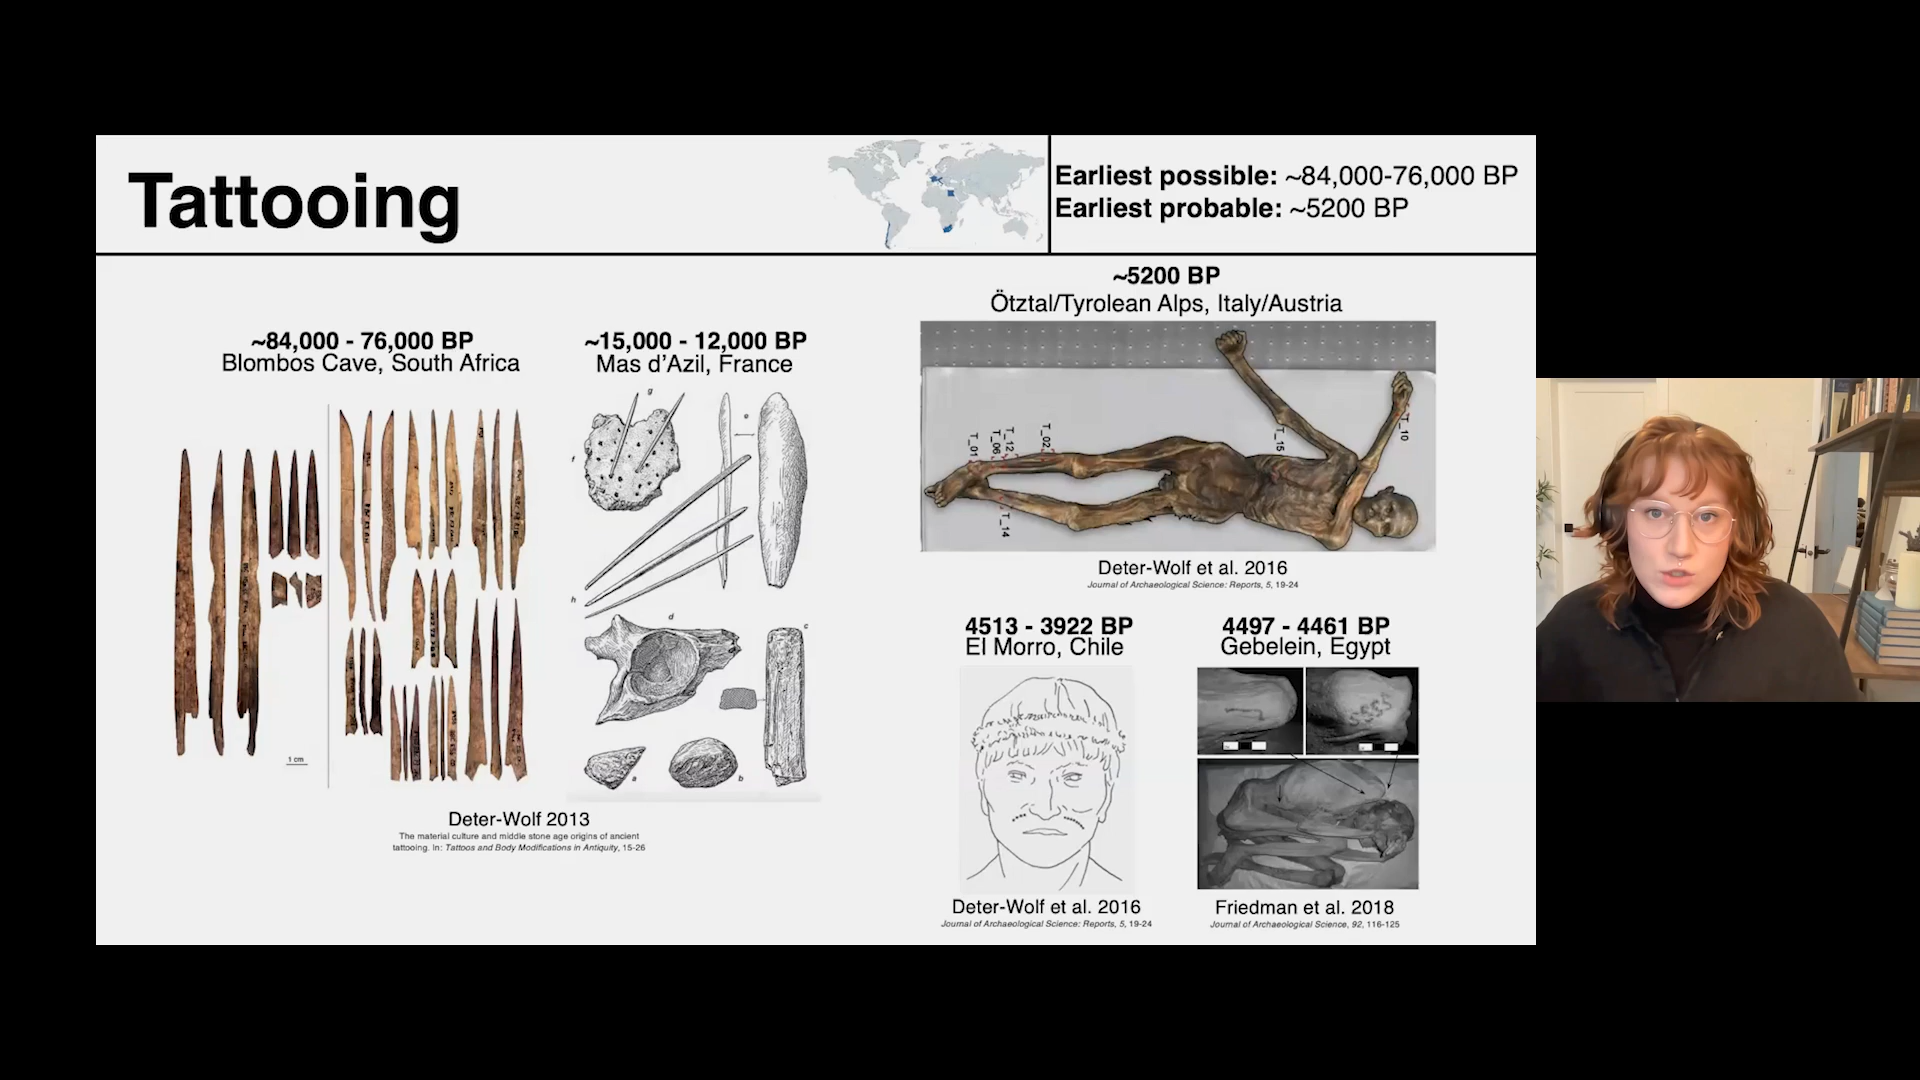 Tattooing
Earliest possible: ~84,000-76,000 BP
Earliest probable: ~5200 BP
~84,000 - 76,000 BP
Blombos Cave, South Africa
1 cm
~15,000 - 12,000 BP
Mas d’Azil, France
g
e
f
h
d
c
a
b
Deter-Wolf 2013
The material culture and middle stone age origins of ancient
tattooing. In: Tattoos and Body Modifications in Antiquity, 15-26
~5200 BP
Ötztal/Tyrolean Alps, Italy/Austria
T_01
T_06
T_12
T_02
T_14
T_15
T_10
Deter-Wolf et al. 2016
Journal of Archaeological Science: Reports, 5, 19-24
4513 - 3922 BP
El Morro, Chile
Deter-Wolf et al. 2016
Journal of Archaeological Science: Reports, 5, 19-24
4497 - 4461 BP
Gebelein, Egypt
Friedman et al. 2018
Journal of Archaeological Science, 92, 116-125